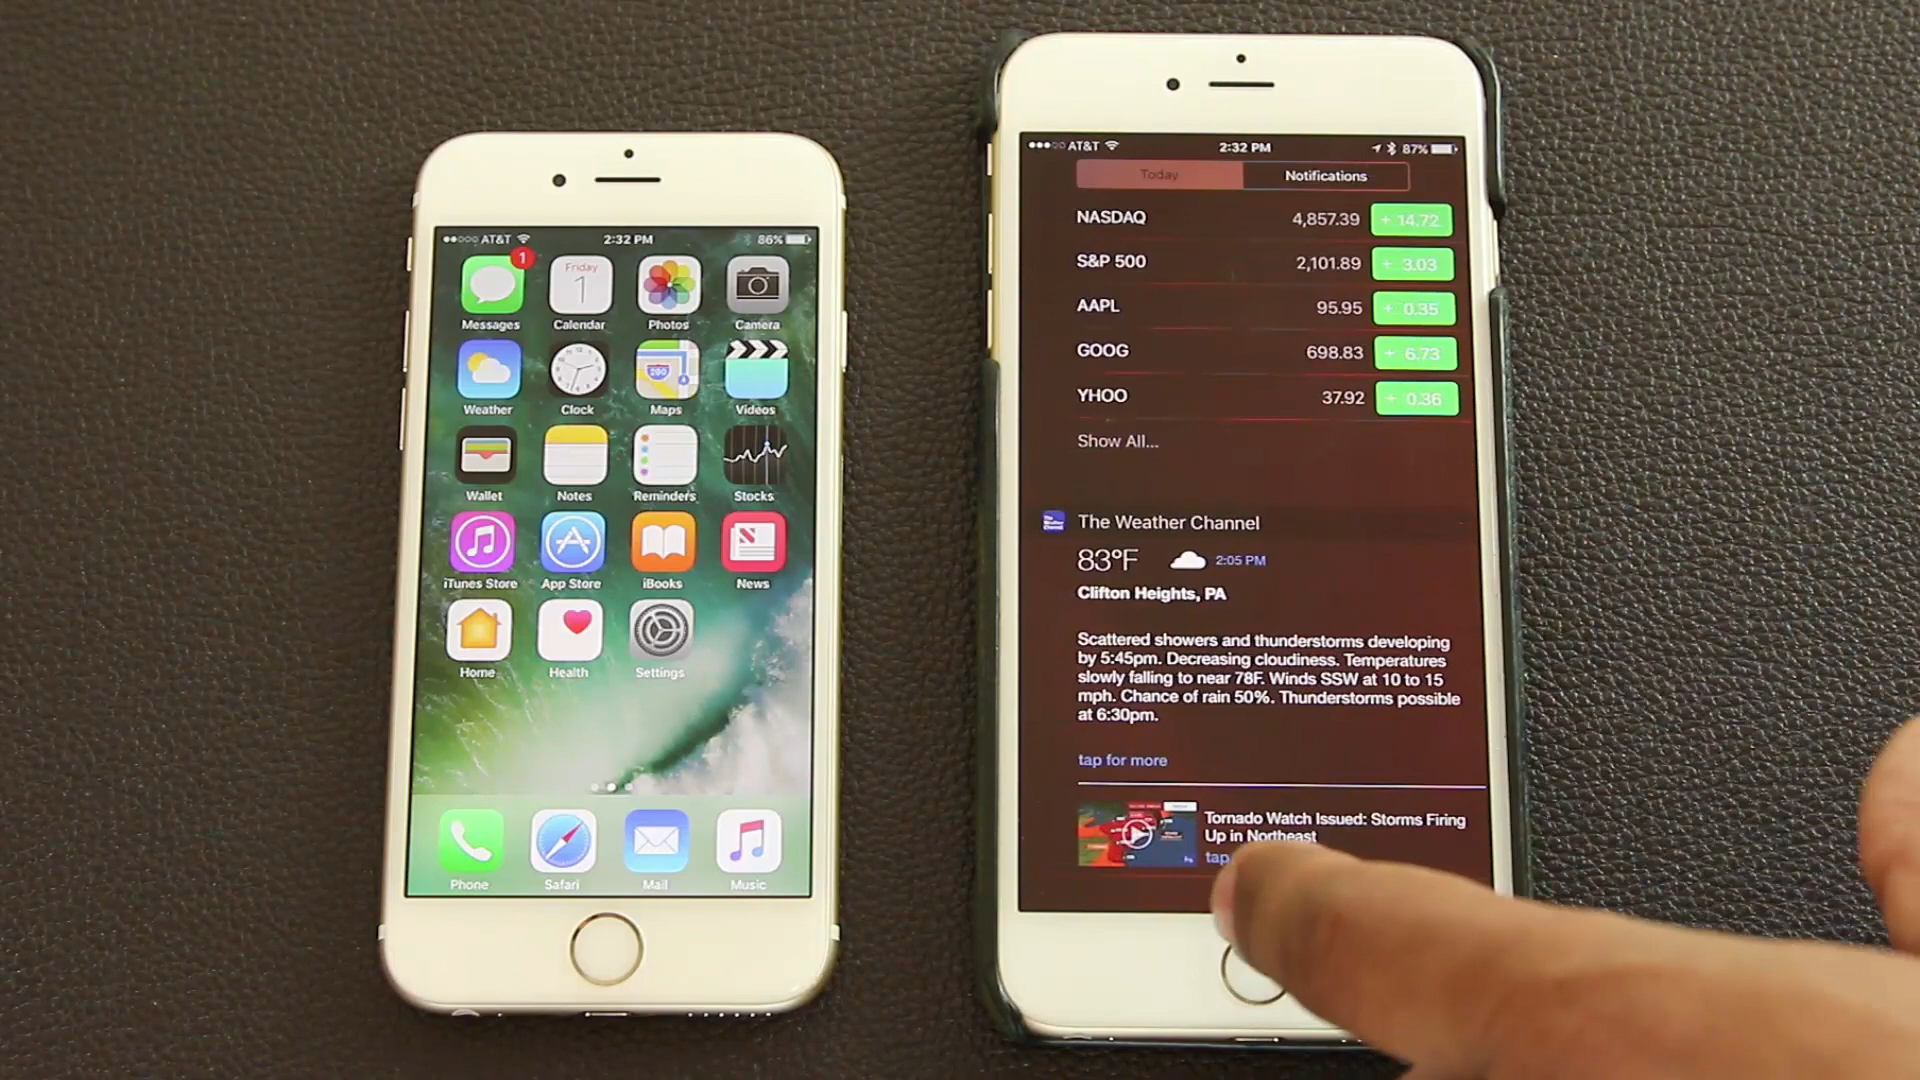 AT&T 2:32 PM 86%
1
Friday
1
Messages Calendar Photos Camera
280
Weather Clock Maps Videos
Wallet Notes Reminders Stocks
iTunes Store App Store iBooks News
Home Health Settings
Phone Safari Mail Music
AT&T 2:32 PM 87%
Today Notifications
NASDAQ 4,857.39 + 14.72
S&P 500 2,101.89 + 3.03
AAPL 95.95 + 0.35
GOOG 698.83 + 6.73
YHOO 37.92 + 0.36
Show All...
The Weather Channel
83°F 2:05 PM
Clifton Heights, PA
Scattered showers and thunderstorms developing
by 5:45pm. Decreasing cloudiness. Temperatures
slowly falling to near 78F. Winds SSW at 10 to 15
mph. Chance of rain 50%. Thunderstorms possible
at 6:30pm.
tap for more
Tornado Watch Issued: Storms Firing
Up in Northeast
tap